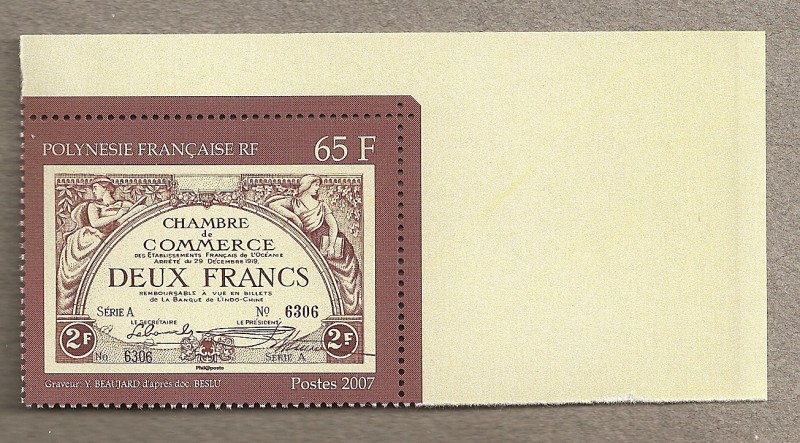 POLYNESIE FRANÇAISE RF
65 F
CHAMBRE
de
COMMERCE
DES ETABLISSEMENTS FRANÇAIS DE L'OCÉANIE
ARRÊTÉ DU 29 DÉCEMBRE 1919.
DEUX FRANCS
REMBOURSABLE A VUE EN BILLETS
DE LA BANQUE DE L'INDO-CHINE
SÉRIE A
No 6306
LE SECRÉTAIRE
LE PRÉSIDENT
2F
2F
No 6306
SÉRIE A
Phil@poste
Graveur: Y. BEAUJARD d'après doc. BESLU
Postes 2007